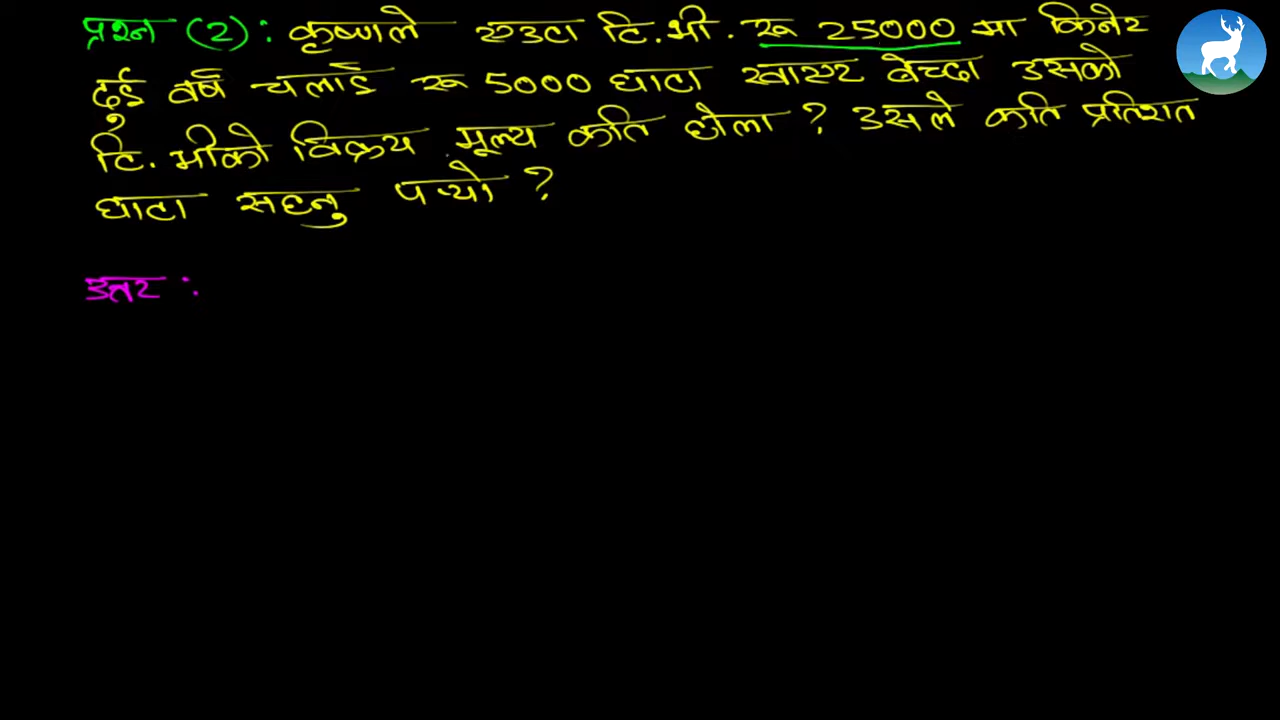 प्रश्न (2): कृष्णले एउटा टि.भी. रू 25000 मा किनेर
दुई वर्ष चलाई रू 5000 घाटा खाएर बेच्दा उसको
टि. भीको विक्रय मूल्य कति होला ? उसले कति प्रतिशत
घाटा सहनु पर्‍यो ?
उत्तर :